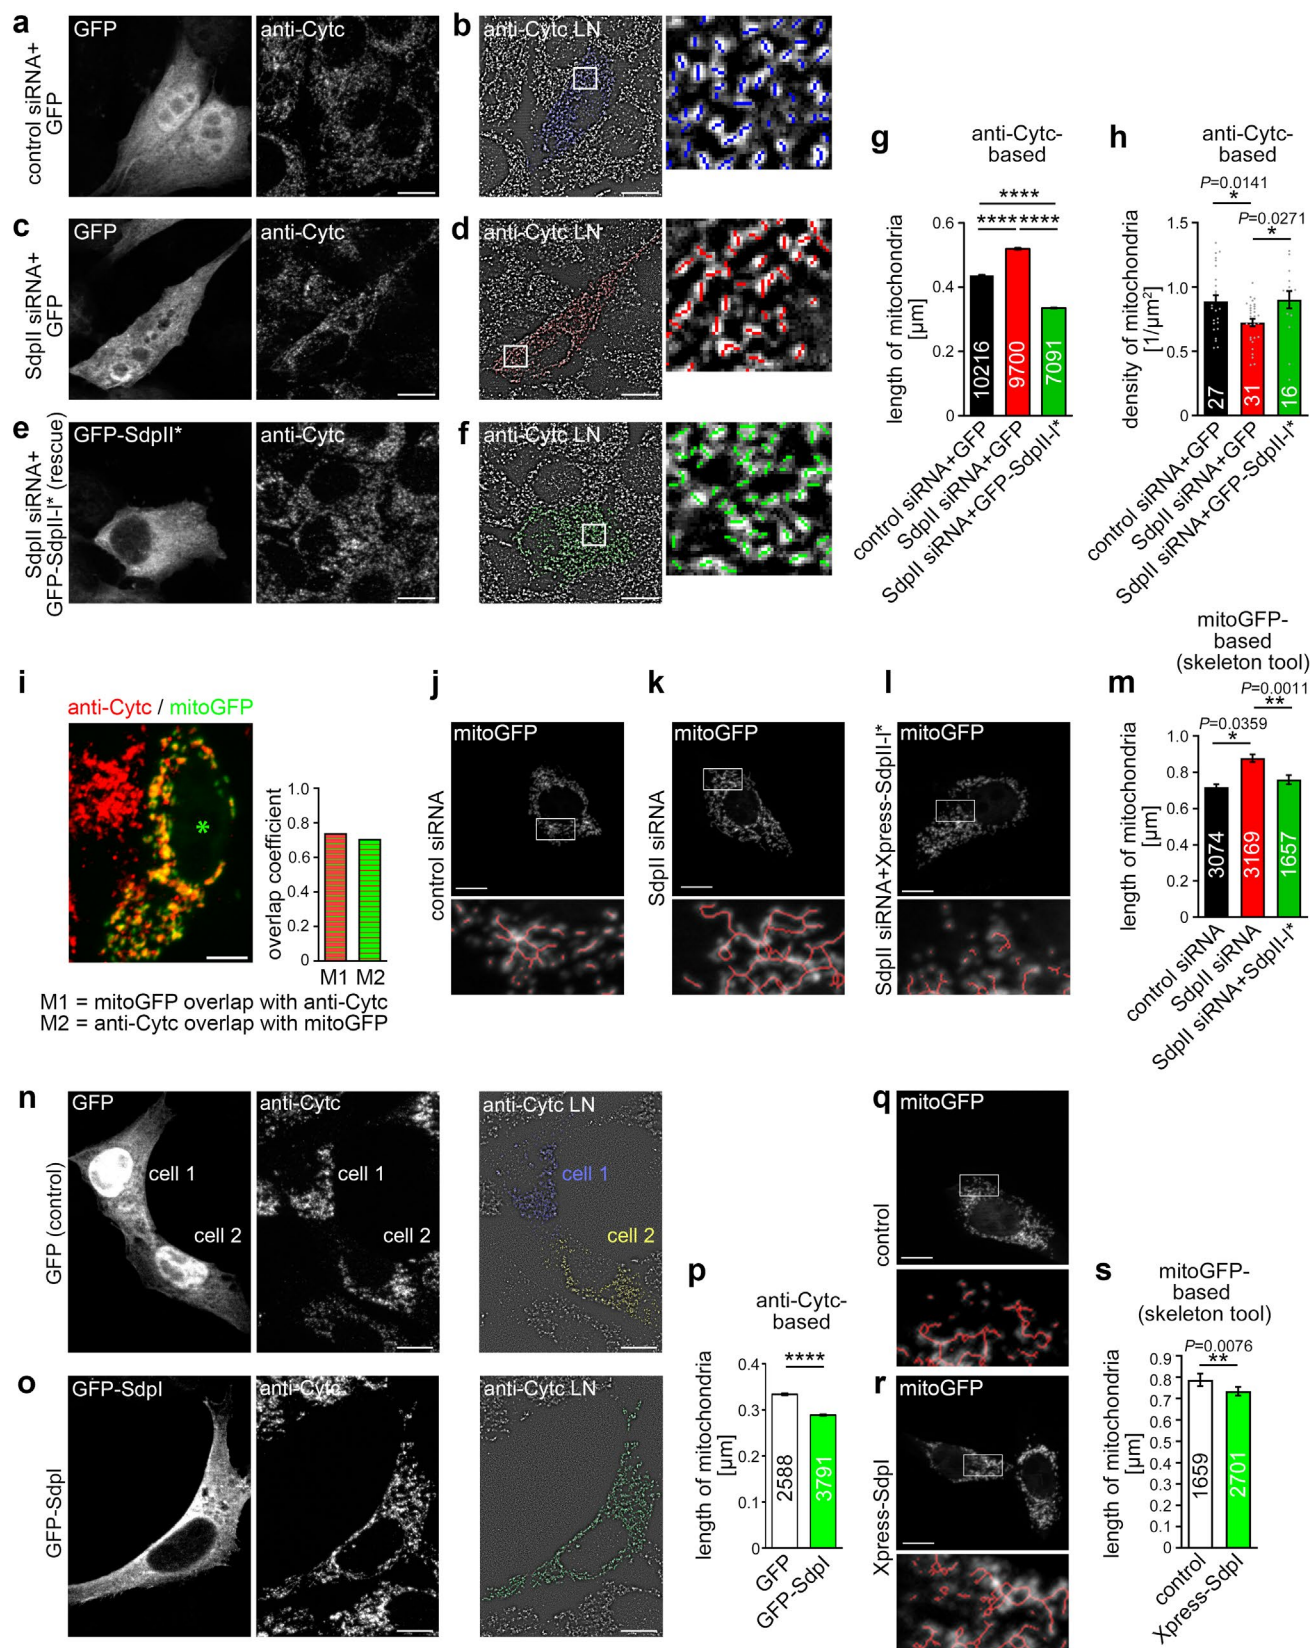 a
control siRNA+
GFP
GFP
anti-Cytc
b
anti-Cytc LN
c
SdpII siRNA+
GFP
GFP
anti-Cytc
d
anti-Cytc LN
e
SdpII siRNA+
GFP-SdpII-I* (rescue)
GFP-SdpII*
anti-Cytc
f
anti-Cytc LN
g
anti-Cytc-
based
****
********
length of mitochondria
[µm]
0.6
0.4
0.2
0
10216
9700
7091
control siRNA+GFP
SdpII siRNA+GFP
SdpII siRNA+GFP-SdpII-I*
h
anti-Cytc-
based
P=0.0141
*
P=0.0271
*
density of mitochondria
[1/µm²]
1.5
1.0
0.5
0
27
31
16
control siRNA+GFP
SdpII siRNA+GFP
SdpII siRNA+GFP-SdpII-I*
i
anti-Cytc / mitoGFP
*
overlap coefficient
1.0
0.8
0.6
0.4
0.2
0
M1 M2
M1 = mitoGFP overlap with anti-Cytc
M2 = anti-Cytc overlap with mitoGFP
j
control siRNA
mitoGFP
k
SdpII siRNA
mitoGFP
l
SdpII siRNA+Xpress-SdpII-I*
mitoGFP
m
mitoGFP-
based
(skeleton tool)
P=0.0011
**
P=0.0359
*
length of mitochondria
[µm]
1.0
0.8
0.6
0.4
0.2
0
3074
3169
1657
control siRNA
SdpII siRNA
SdpII siRNA+SdpII-I*
n
GFP (control)
GFP
cell 1
cell 2
anti-Cytc
cell 1
cell 2
anti-Cytc LN
cell 1
cell 2
o
GFP-SdpI
GFP-SdpI
anti-Cytc
anti-Cytc LN
p
anti-Cytc-
based
****
length of mitochondria
[µm]
0.4
0.3
0.2
0.1
0
2588
3791
GFP
GFP-SdpI
q
control
mitoGFP
r
Xpress-SdpI
mitoGFP
s
mitoGFP-
based
(skeleton tool)
P=0.0076
**
length of mitochondria
[µm]
0.9
0.8
0.7
0.6
0.5
0.4
0.3
0.2
0.1
0
1659
2701
control
Xpress-SdpI